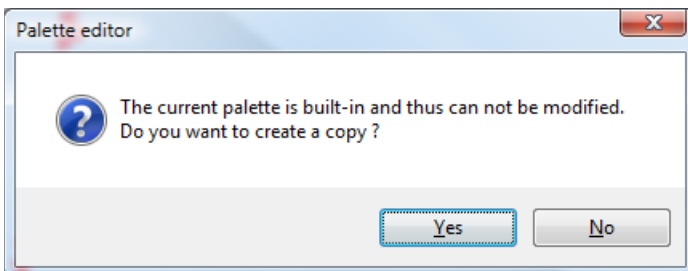 Palette editor
The current palette is built-in and thus can not be modified.
Do you want to create a copy ?
Yes
No